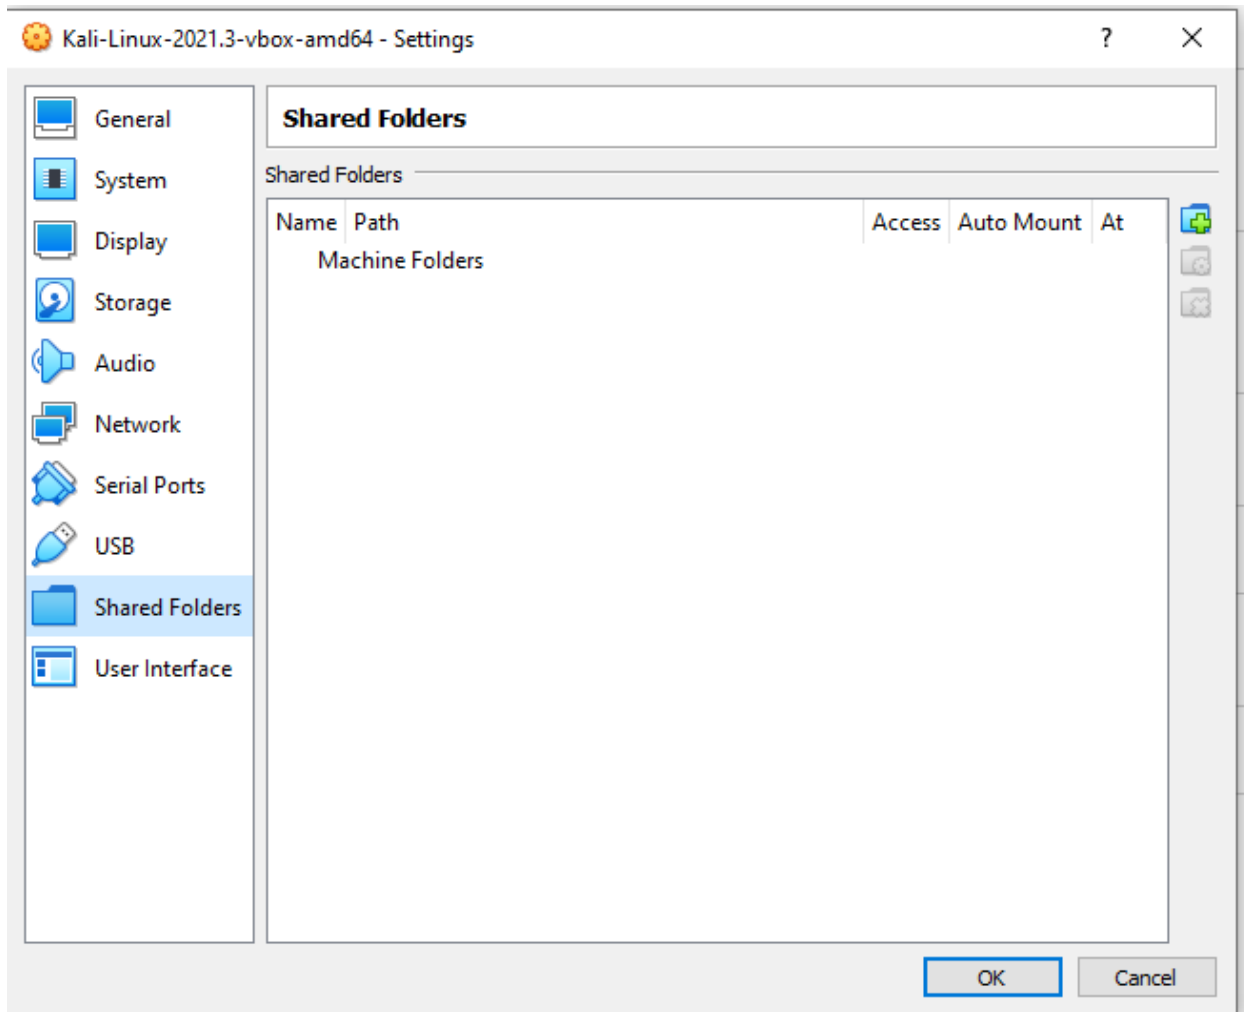 Kali-Linux-2021.3-vbox-amd64 - Settings
?
General
System
Display
Storage
Audio
Network
Serial Ports
USB
Shared Folders
User Interface
Shared Folders
Shared Folders
Name Path Access Auto Mount At
Machine Folders
OK Cancel